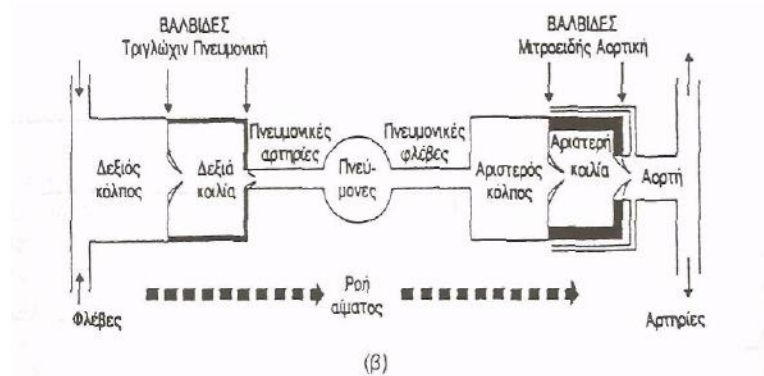 ΒΑΛΒΙΔΕΣ
Τριγλώχιν Πνευμονική
ΒΑΛΒΙΔΕΣ
Μιτροειδής Αορτική
Δεξιός
κόλπος
Δεξιά
κοιλία
Πνευμονικές
αρτηρίες
Πνεύ-
μονες
Πνευμονικές
φλέβες
Αριστερός
κόλπος
Αριστερή
κοιλία
Αορτή
Φλέβες
Ροή
αίματος
Αρτηρίες
(β)